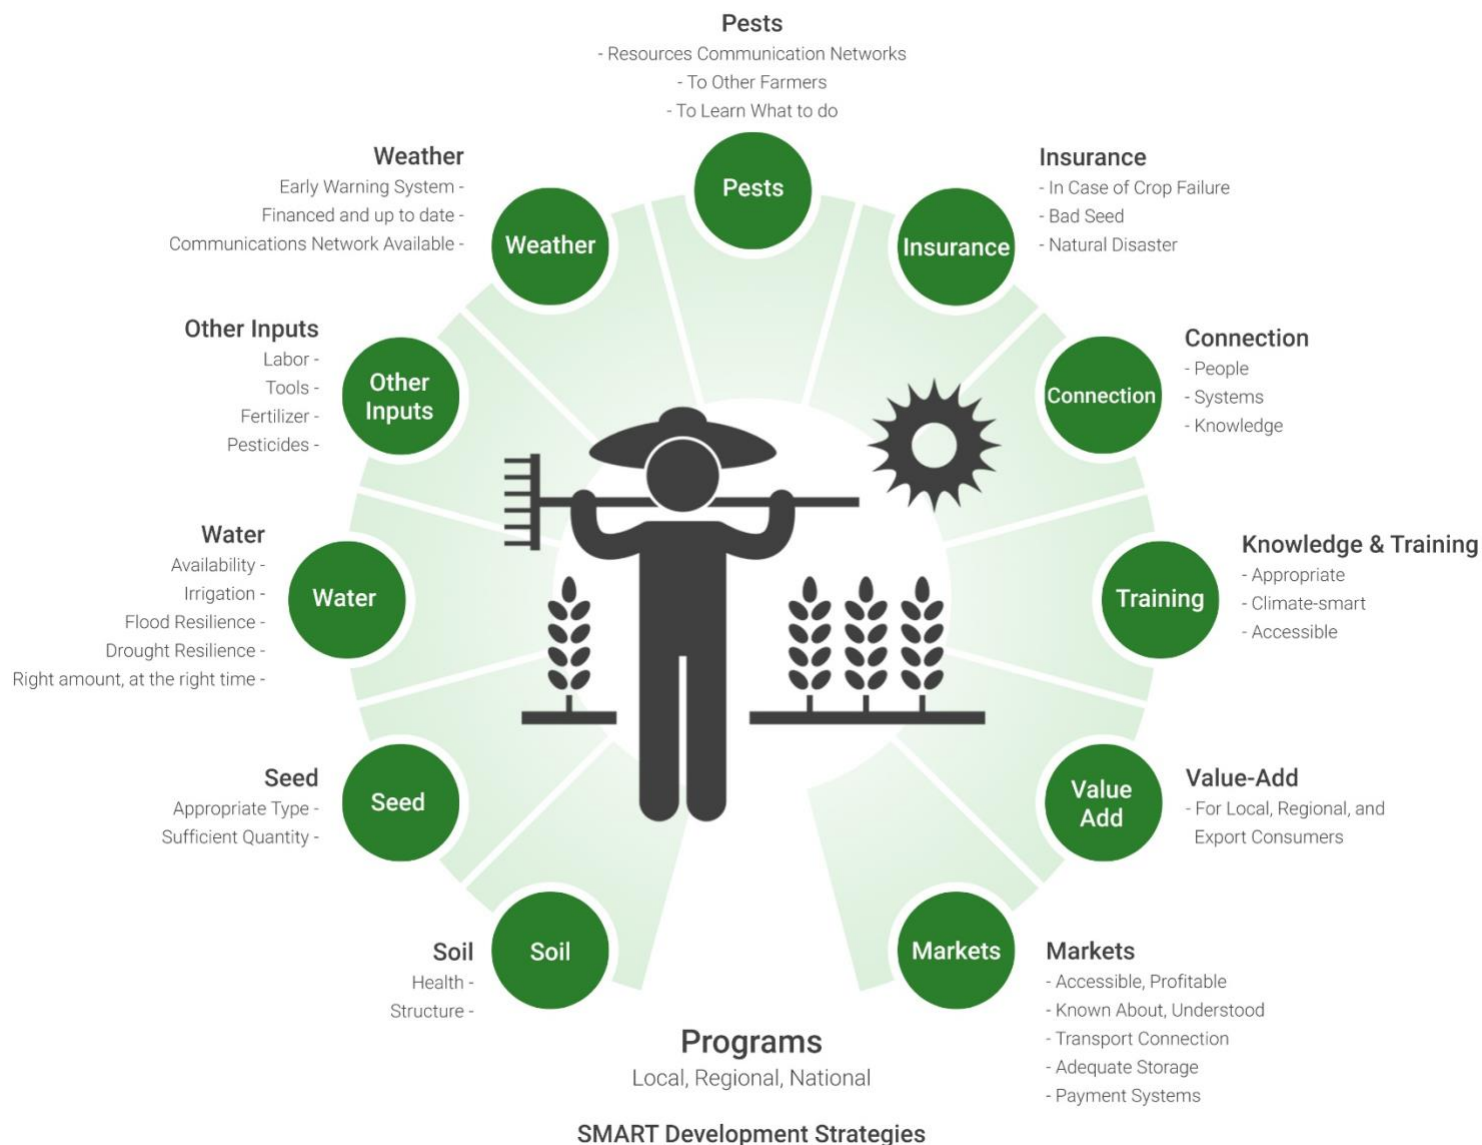 Pests
- Resources Communication Networks
- To Other Farmers
- To Learn What to do
Pests
Weather
Early Warning System -
Financed and up to date -
Communications Network Available -
Weather
Insurance
- In Case of Crop Failure
- Bad Seed
- Natural Disaster
Insurance
Other Inputs
Labor -
Tools -
Fertilizer -
Pesticides -
Other
Inputs
Connection
- People
- Systems
- Knowledge
Connection
Water
Availability -
Irrigation -
Flood Resilience -
Drought Resilience -
Right amount, at the right time -
Water
Knowledge & Training
- Appropriate
- Climate-smart
- Accessible
Training
Seed
Appropriate Type -
Sufficient Quantity -
Seed
Value-Add
- For Local, Regional, and
Export Consumers
Value
Add
Soil
Health -
Structure -
Soil
Markets
- Accessible, Profitable
- Known About, Understood
- Transport Connection
- Adequate Storage
- Payment Systems
Markets
Programs
Local, Regional, National
SMART Development Strategies